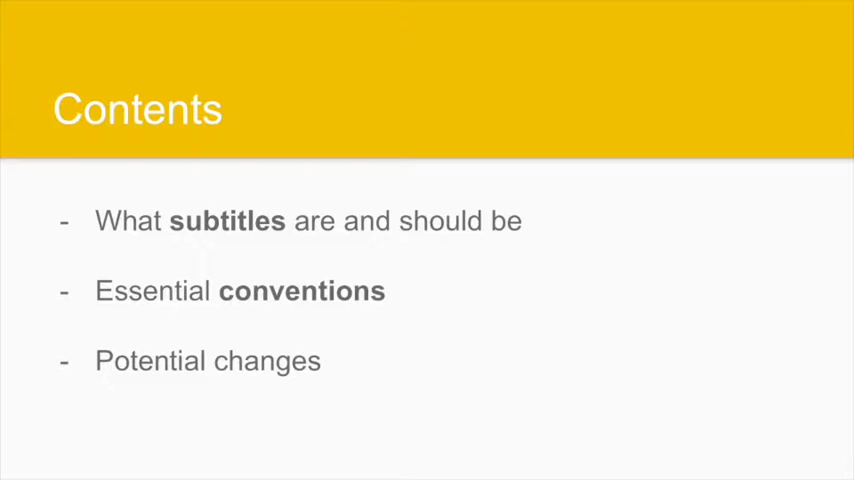 Contents
- What subtitles are and should be
- Essential conventions
- Potential changes